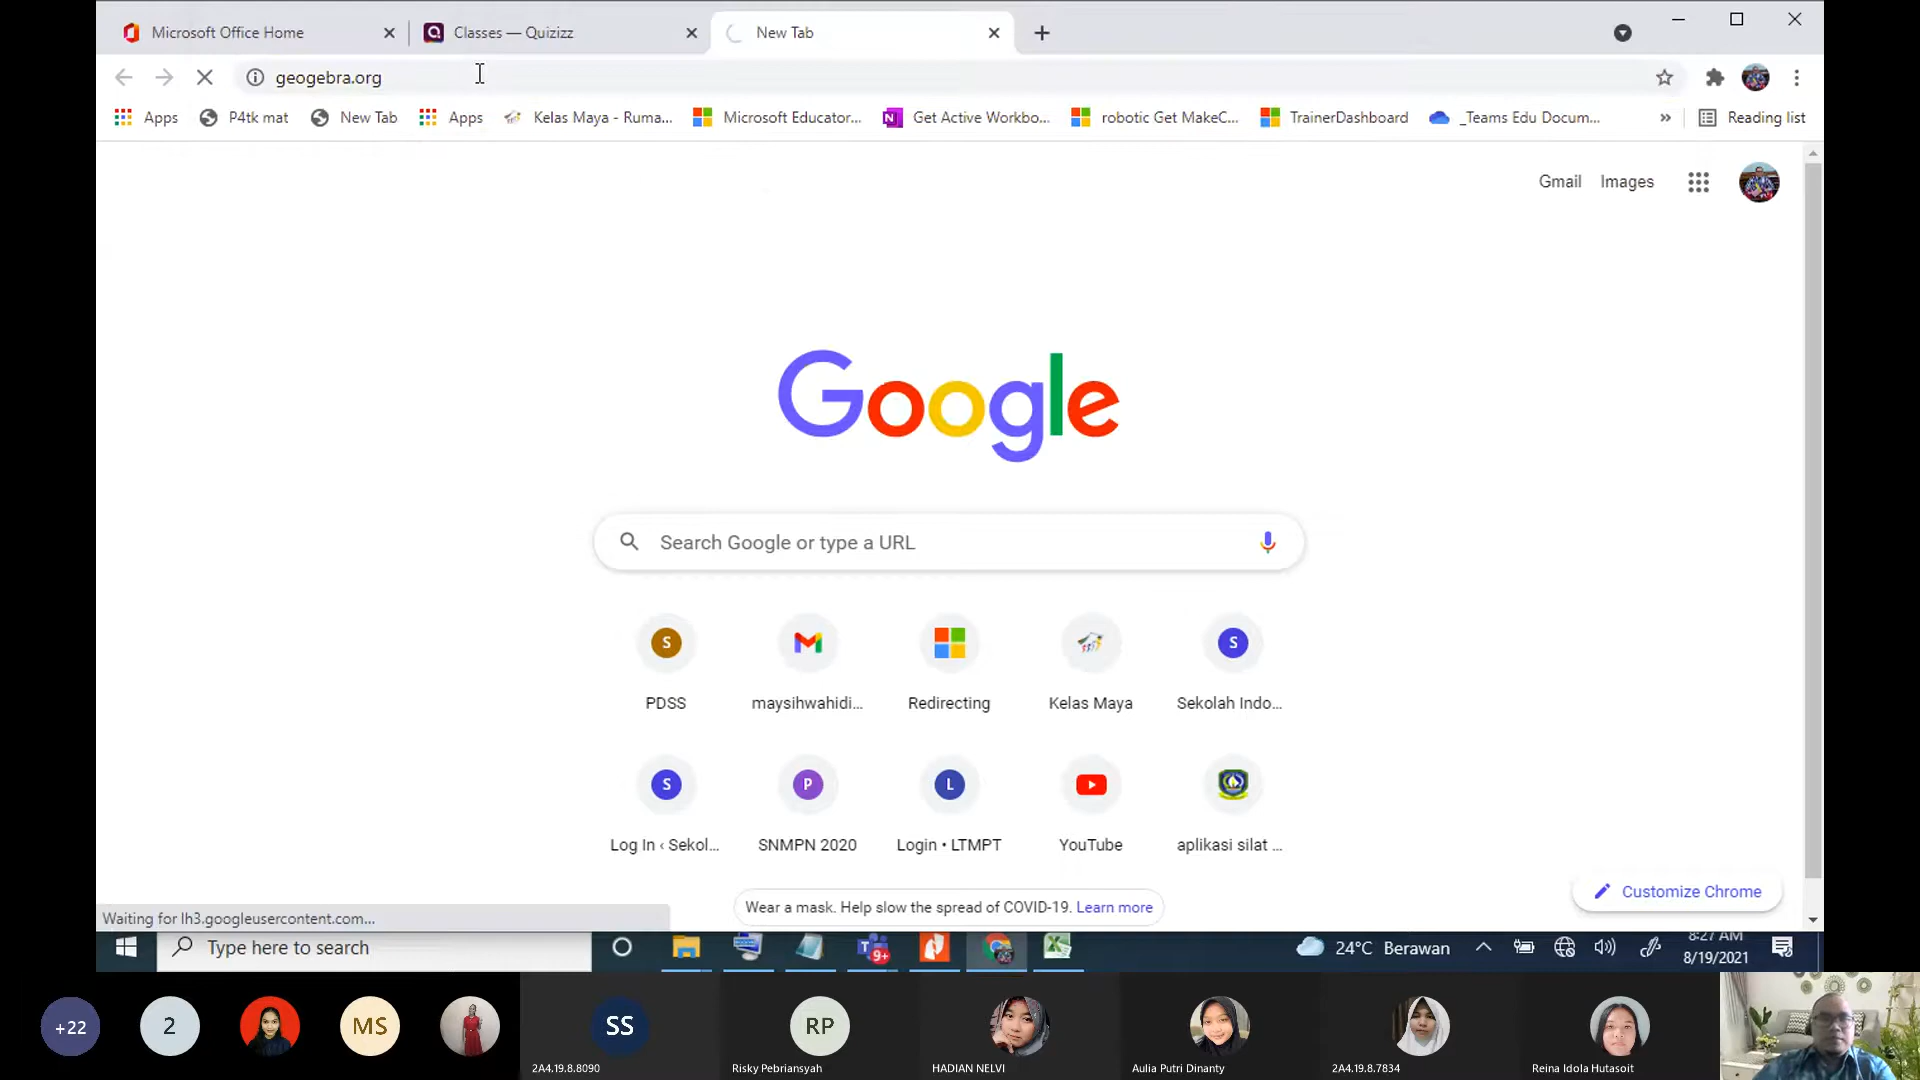 Microsoft Office Home
Classes — Quizizz
New Tab
geogebra.org
Apps
P4tk mat
New Tab
Apps
Kelas Maya - Ruma...
Microsoft Educator...
Get Active Workbo...
robotic Get MakeC...
TrainerDashboard
_Teams Edu Docum...
»
Reading list
Gmail
Images
Google
Search Google or type a URL
S
S
PDSS
maysihwahidi...
Redirecting
Kelas Maya
Sekolah Indo...
S
P
L
Log In ‹ Sekol...
SNMPN 2020
Login • LTMPT
YouTube
aplikasi silat ...
Customize Chrome
Wear a mask. Help slow the spread of COVID-19. Learn more
Waiting for lh3.googleusercontent.com...
Type here to search
9+
24°C Berawan
8:27 AM
8/19/2021
+22
2
MS
SS
RP
2A4.19.8.8090
Risky Pebriansyah
HADIAN NELVI
Aulia Putri Dinanty
2A4.19.8.7834
Reina Idola Hutasoit